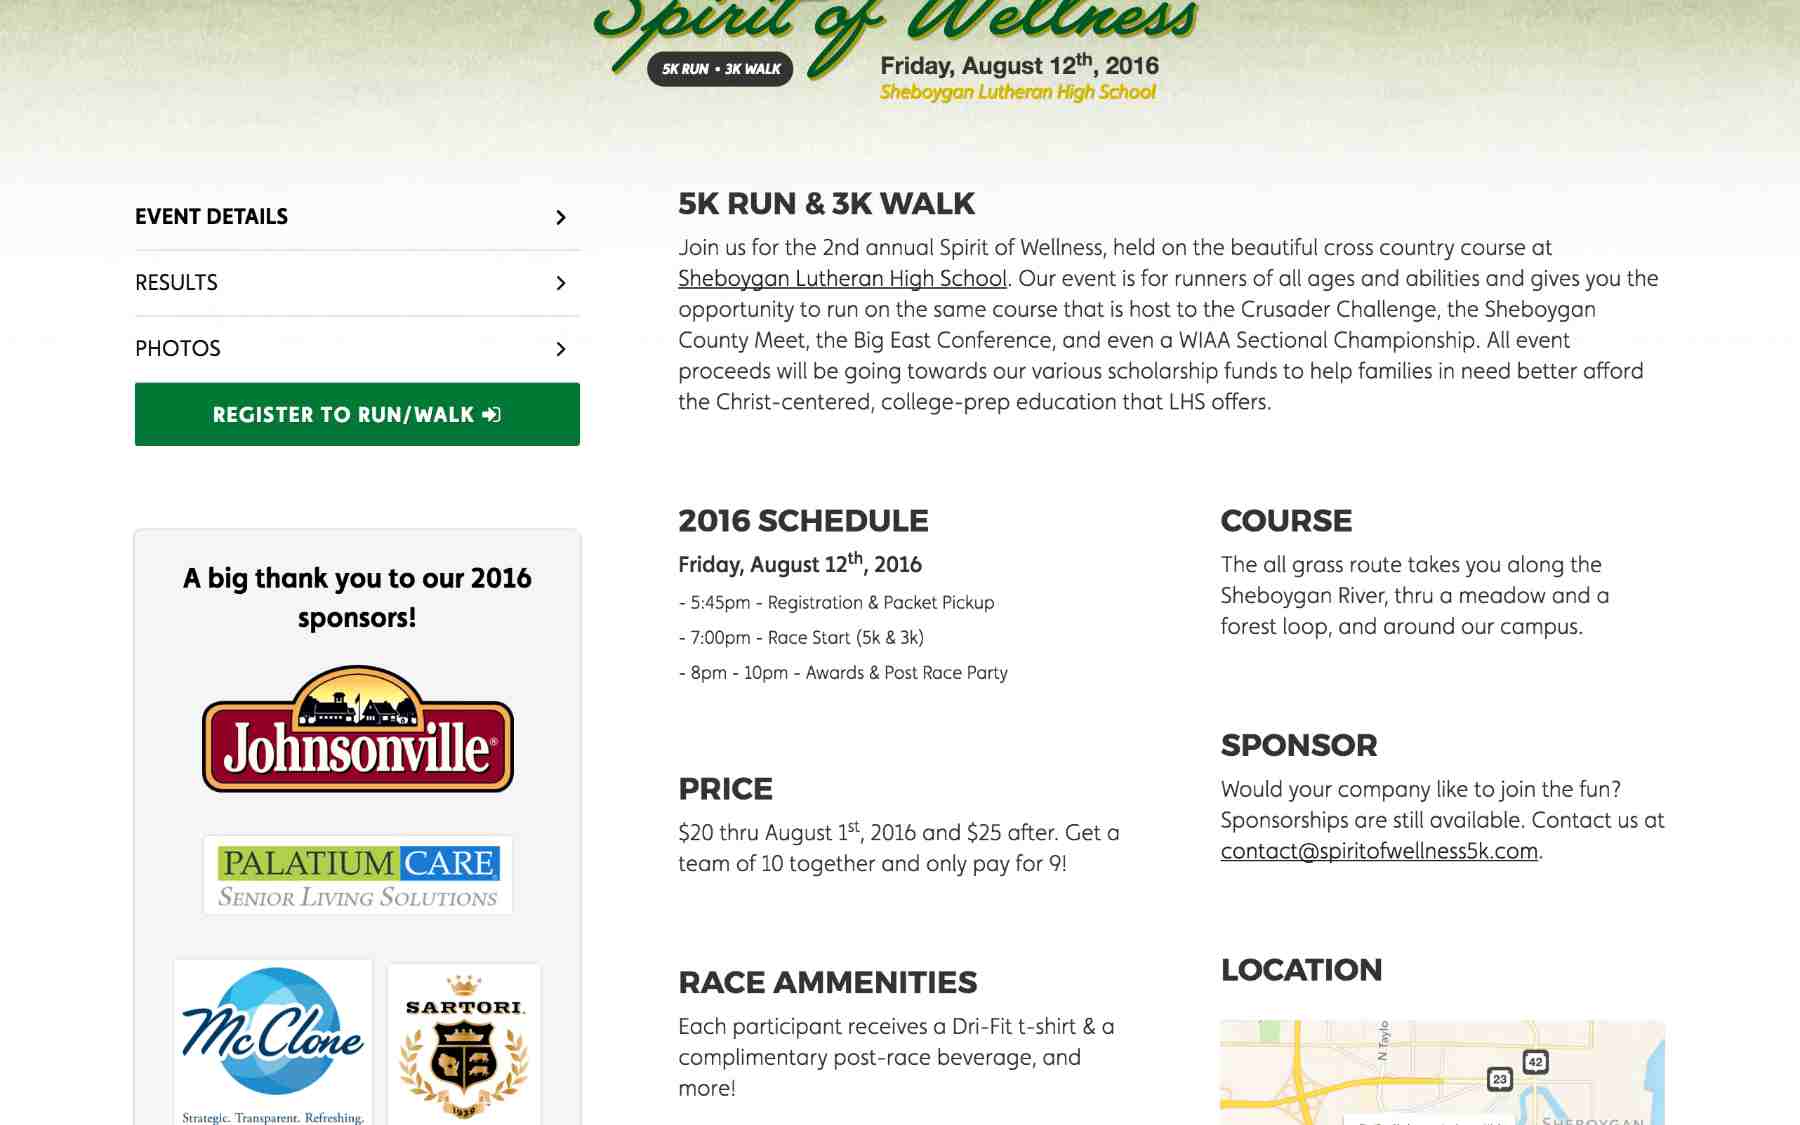 Spirit of Wellness
5K RUN • 3K WALK
Friday, August 12th, 2016
Sheboygan Lutheran High School
EVENT DETAILS
RESULTS
PHOTOS
REGISTER TO RUN/WALK
A big thank you to our 2016
sponsors!
Johnsonville®
PALATIUM CARE
SENIOR LIVING SOLUTIONS
McClone
Strategic. Transparent. Refreshing.
SARTORI
1939
5K RUN & 3K WALK
Join us for the 2nd annual Spirit of Wellness, held on the beautiful cross country course at
Sheboygan Lutheran High School. Our event is for runners of all ages and abilities and gives you the
opportunity to run on the same course that is host to the Crusader Challenge, the Sheboygan
County Meet, the Big East Conference, and even a WIAA Sectional Championship. All event
proceeds will be going towards our various scholarship funds to help families in need better afford
the Christ-centered, college-prep education that LHS offers.
2016 SCHEDULE
Friday, August 12th, 2016
- 5:45pm - Registration & Packet Pickup
- 7:00pm - Race Start (5k & 3k)
- 8pm - 10pm - Awards & Post Race Party
PRICE
$20 thru August 1st, 2016 and $25 after. Get a
team of 10 together and only pay for 9!
RACE AMMENITIES
Each participant receives a Dri-Fit t-shirt & a
complimentary post-race beverage, and
more!
COURSE
The all grass route takes you along the
Sheboygan River, thru a meadow and a
forest loop, and around our campus.
SPONSOR
Would your company like to join the fun?
Sponsorships are still available. Contact us at
contact@spiritofwellness5k.com.
LOCATION
N Taylo
42
23
SHEBOYGAN